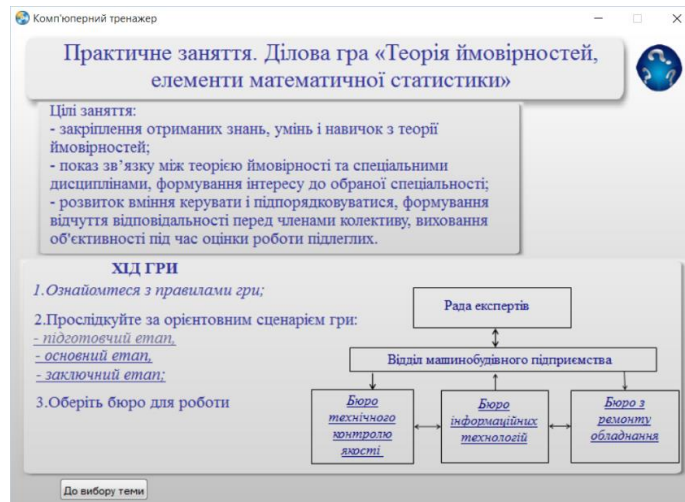 Комп'юперний тренажер
Практичне заняття. Ділова гра «Теорія ймовірностей,
елементи математичної статистики»
Цілі заняття:
- закріплення отриманих знань, умінь і навичок з теорії
ймовірностей;
- показ зв’язку між теорією ймовірності та спеціальними
дисциплінами, формування інтересу до обраної спеціальності;
- розвиток вміння керувати і підпорядковуватися, формування
відчуття відповідальності перед членами колективу, виховання
об'єктивності під час оцінки роботи підлеглих.
ХІД ГРИ
1.Ознайомтеся з правилами гри;
2.Прослідкуйте за орієнтовним сценарієм гри:
- підготовчий етап,
- основний етап,
- заключний етап;
3.Оберіть бюро для роботи
Рада експертів
Відділ машинобудівного підприємства
Бюро
технічного
контролю
якості
Бюро
інформаційних
технологій
Бюро з
ремонту
обладнання
До вибору теми